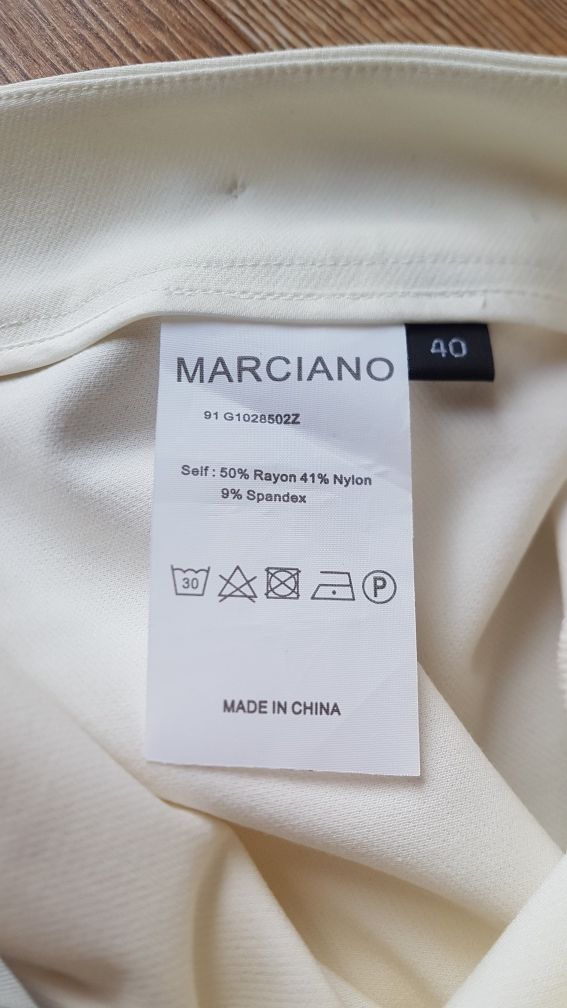 MARCIANO
40
91 G1028502Z
Self : 50% Rayon 41% Nylon
9% Spandex
30 P
MADE IN CHINA